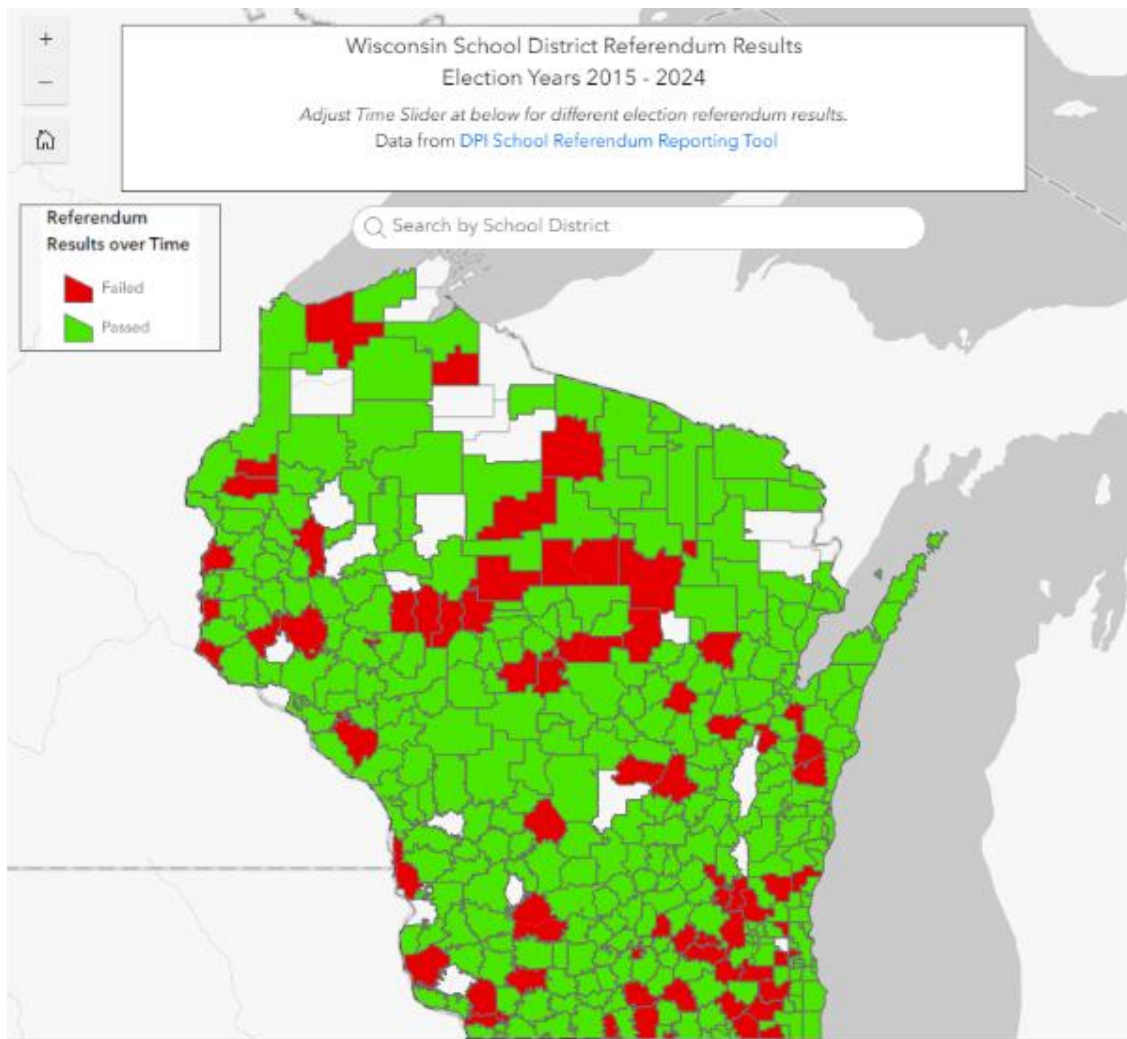 +
–
Wisconsin School District Referendum Results
Election Years 2015 - 2024
Adjust Time Slider at below for different election referendum results.
Data from DPI School Referendum Reporting Tool
Search by School District
Referendum
Results over Time
Failed
Passed